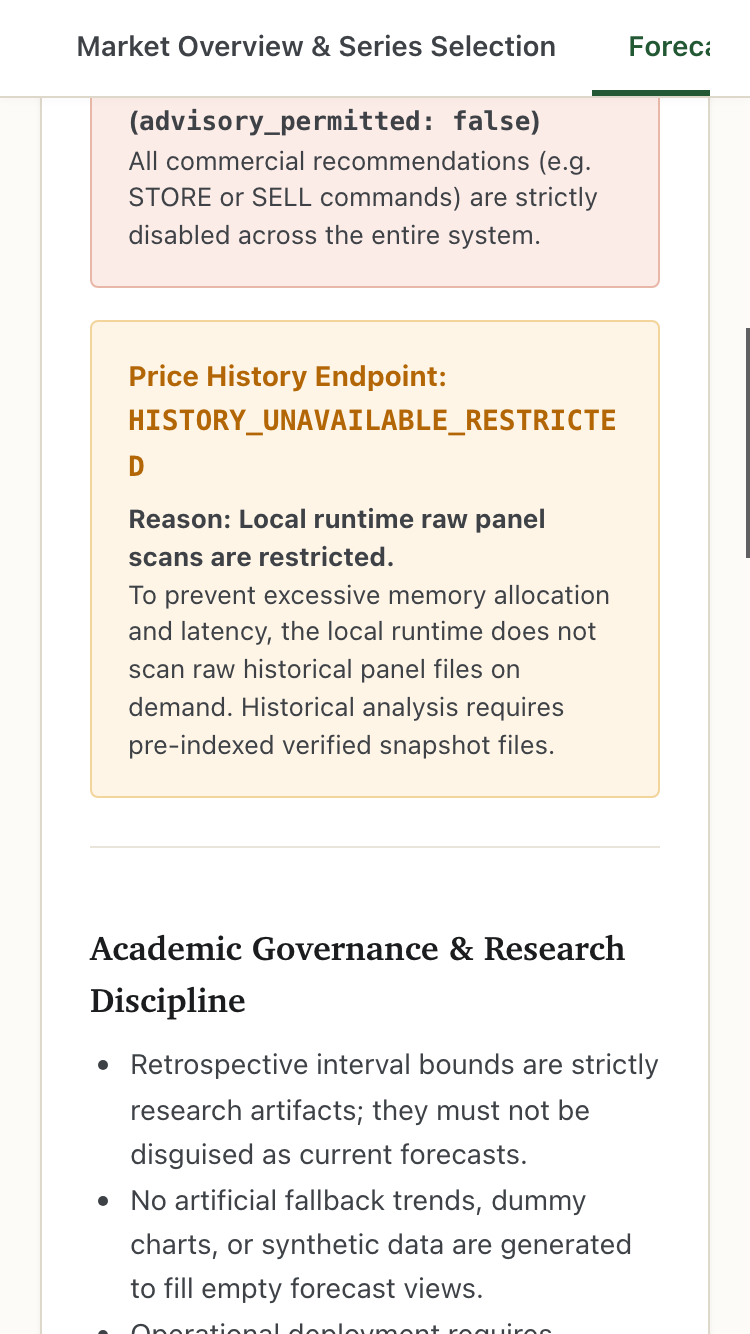 Market Overview & Series Selection
Foreca
(advisory_permitted: false)
All commercial recommendations (e.g.
STORE or SELL commands) are strictly
disabled across the entire system.
Price History Endpoint:
HISTORY_UNAVAILABLE_RESTRICTE
D
Reason: Local runtime raw panel
scans are restricted.
To prevent excessive memory allocation
and latency, the local runtime does not
scan raw historical panel files on
demand. Historical analysis requires
pre-indexed verified snapshot files.
Academic Governance & Research
Discipline
• Retrospective interval bounds are strictly
research artifacts; they must not be
disguised as current forecasts.
• No artificial fallback trends, dummy
charts, or synthetic data are generated
to fill empty forecast views.
• Operational deployment requires